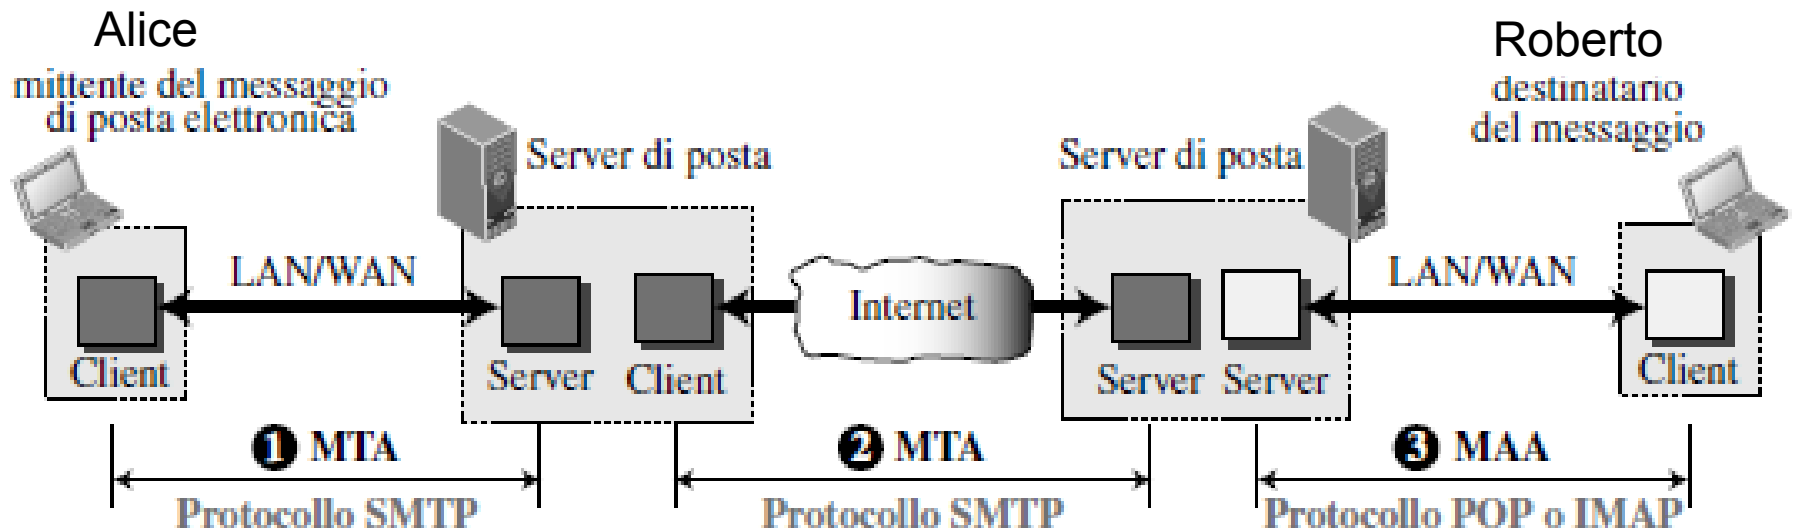 Alice
mittente del messaggio
di posta elettronica
Roberto
destinatario
del messaggio
Server di posta
Server di posta
LAN/WAN
Internet
LAN/WAN
Client
Server
Client
Server
Server
Client
1 MTA
2 MTA
3 MAA
Protocollo SMTP
Protocollo SMTP
Protocollo POP o IMAP